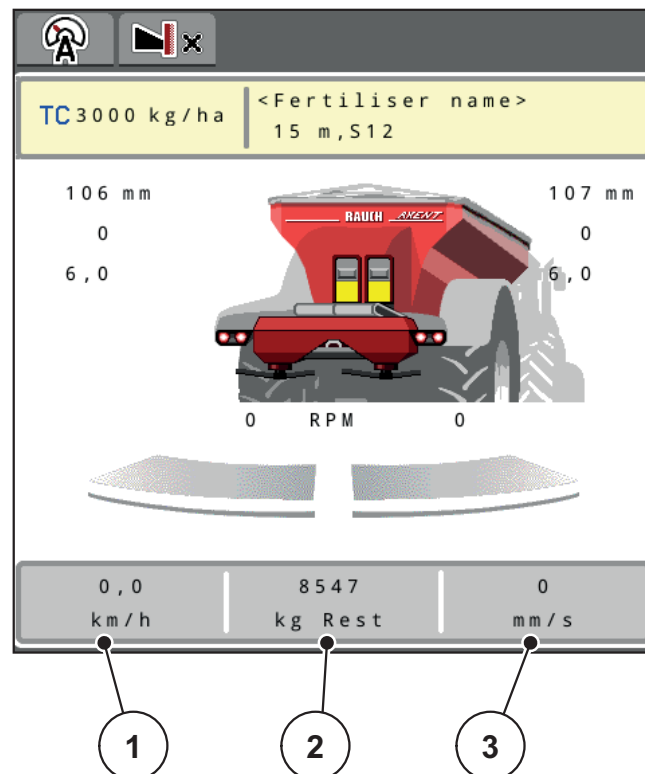 A
x
TC 3000 kg/ha
<Fertiliser name>
15 m,S12
106 mm
107 mm
0
0
6,0
6,0
RAUCH AXENT
0 RPM 0
0,0
8547
0
km/h
kg Rest
mm/s
1
2
3